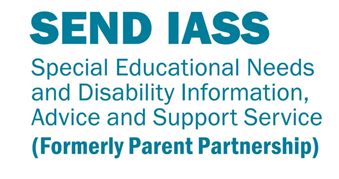 SEND IASS
Special Educational Needs
and Disability Information,
Advice and Support Service
(Formerly Parent Partnership)